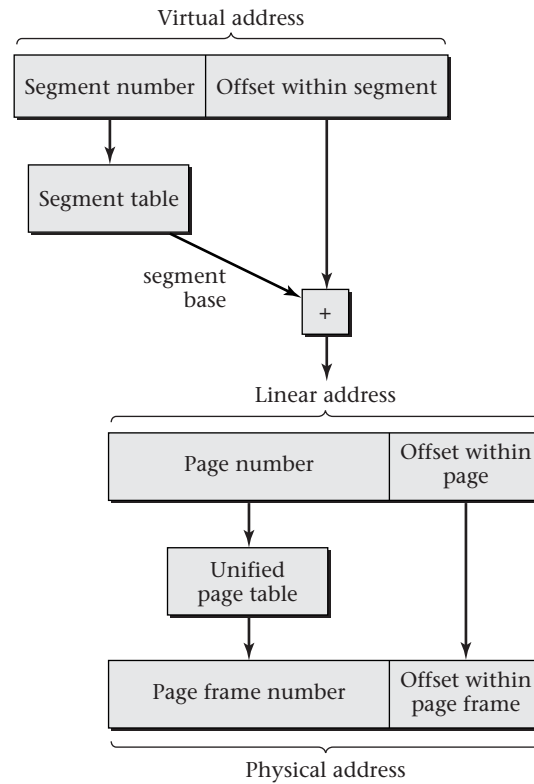 Virtual address
Segment number
Offset within segment
Segment table
segment
base
+
Linear address
Page number
Offset within
page
Unified
page table
Page frame number
Offset within
page frame
Physical address